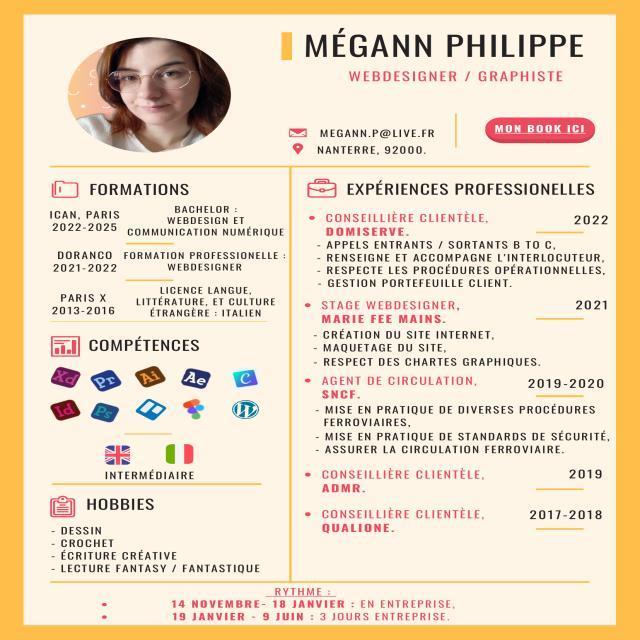 MÉGANN PHILIPPE
WEBDESIGNER / GRAPHISTE
MEGANN.P@LIVE.FR
NANTERRE, 92000.
MON BOOK ICI
FORMATIONS
ICAN, PARIS
2022-2025
BACHELOR :
WEBDESIGN ET
COMMUNICATION NUMÉRIQUE
DORANCO
2021-2022
FORMATION PROFESSIONELLE :
WEBDESIGNER
PARIS X
2013-2016
LICENCE LANGUE,
LITTÉRATURE, ET CULTURE
ÉTRANGÈRE : ITALIEN
COMPÉTENCES
Xd Pr Ai Ae C
Id Ps
INTERMÉDIAIRE
HOBBIES
- DESSIN
- CROCHET
- ÉCRITURE CRÉATIVE
- LECTURE FANTASY / FANTASTIQUE
EXPÉRIENCES PROFESSIONELLES
• CONSEILLIÈRE CLIENTÈLE, 2022
DOMISERVE.
- APPELS ENTRANTS / SORTANTS B TO C,
- RENSEIGNE ET ACCOMPAGNE L'INTERLOCUTEUR,
- RESPECTE LES PROCÉDURES OPÉRATIONNELLES,
- GESTION PORTEFEUILLE CLIENT.
• STAGE WEBDESIGNER, 2021
MARIE FEE MAINS.
- CRÉATION DU SITE INTERNET,
- MAQUETAGE DU SITE,
- RESPECT DES CHARTES GRAPHIQUES.
• AGENT DE CIRCULATION, 2019-2020
SNCF.
- MISE EN PRATIQUE DE DIVERSES PROCÉDURES
FERROVIAIRES,
- MISE EN PRATIQUE DE STANDARDS DE SÉCURITÉ,
- ASSURER LA CIRCULATION FERROVIAIRE.
• CONSEILLIÈRE CLIENTÈLE, 2019
ADMR.
• CONSEILLIÈRE CLIENTÈLE, 2017-2018
QUALIONE.
RYTHME :
• 14 NOVEMBRE- 18 JANVIER : EN ENTREPRISE,
• 19 JANVIER - 9 JUIN : 3 JOURS ENTREPRISE.